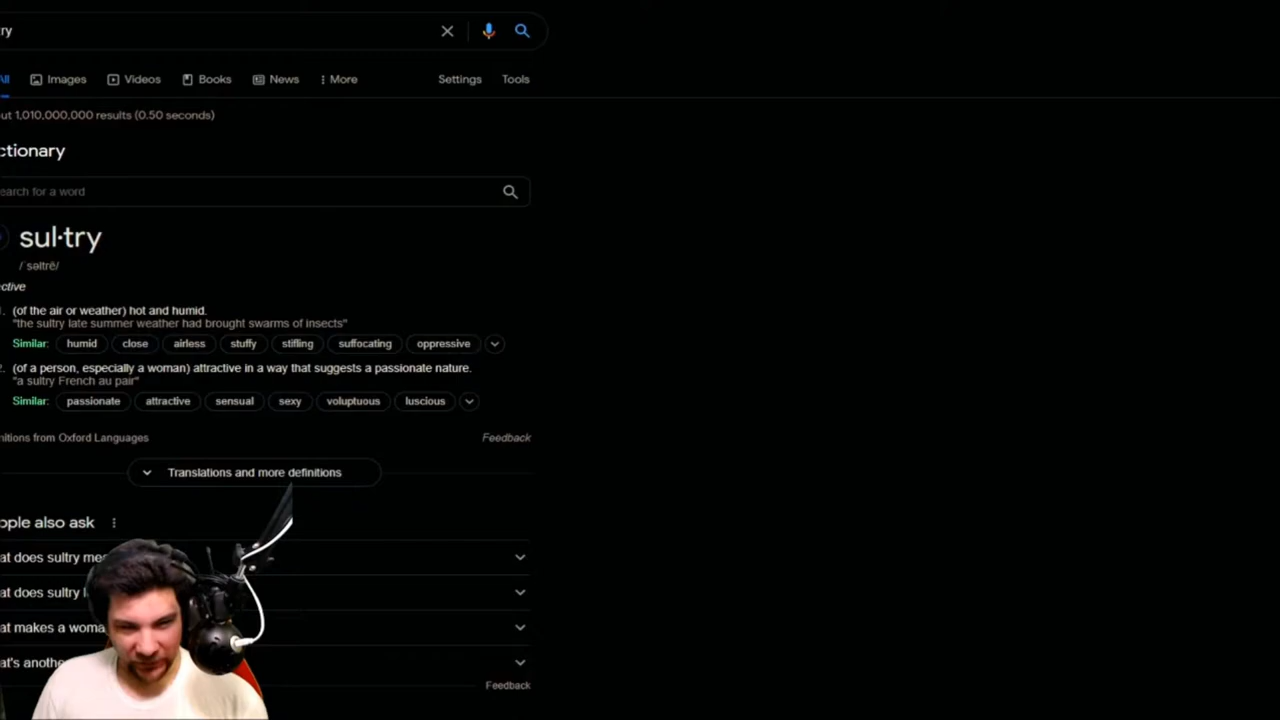 ry
All Images Videos Books News More Settings Tools
ut 1,010,000,000 results (0.50 seconds)
ctionary
earch for a word
sul·try
/ˈsəltrē/
ective
1. (of the air or weather) hot and humid.
"the sultry late summer weather had brought swarms of insects"
Similar: humid close airless stuffy stifling suffocating oppressive
2. (of a person, especially a woman) attractive in a way that suggests a passionate nature.
"a sultry French au pair"
Similar: passionate attractive sensual sexy voluptuous luscious
nitions from Oxford Languages Feedback
Translations and more definitions
ople also ask
at does sultry me
at does sultry l
at makes a woma
at's anothe
Feedback